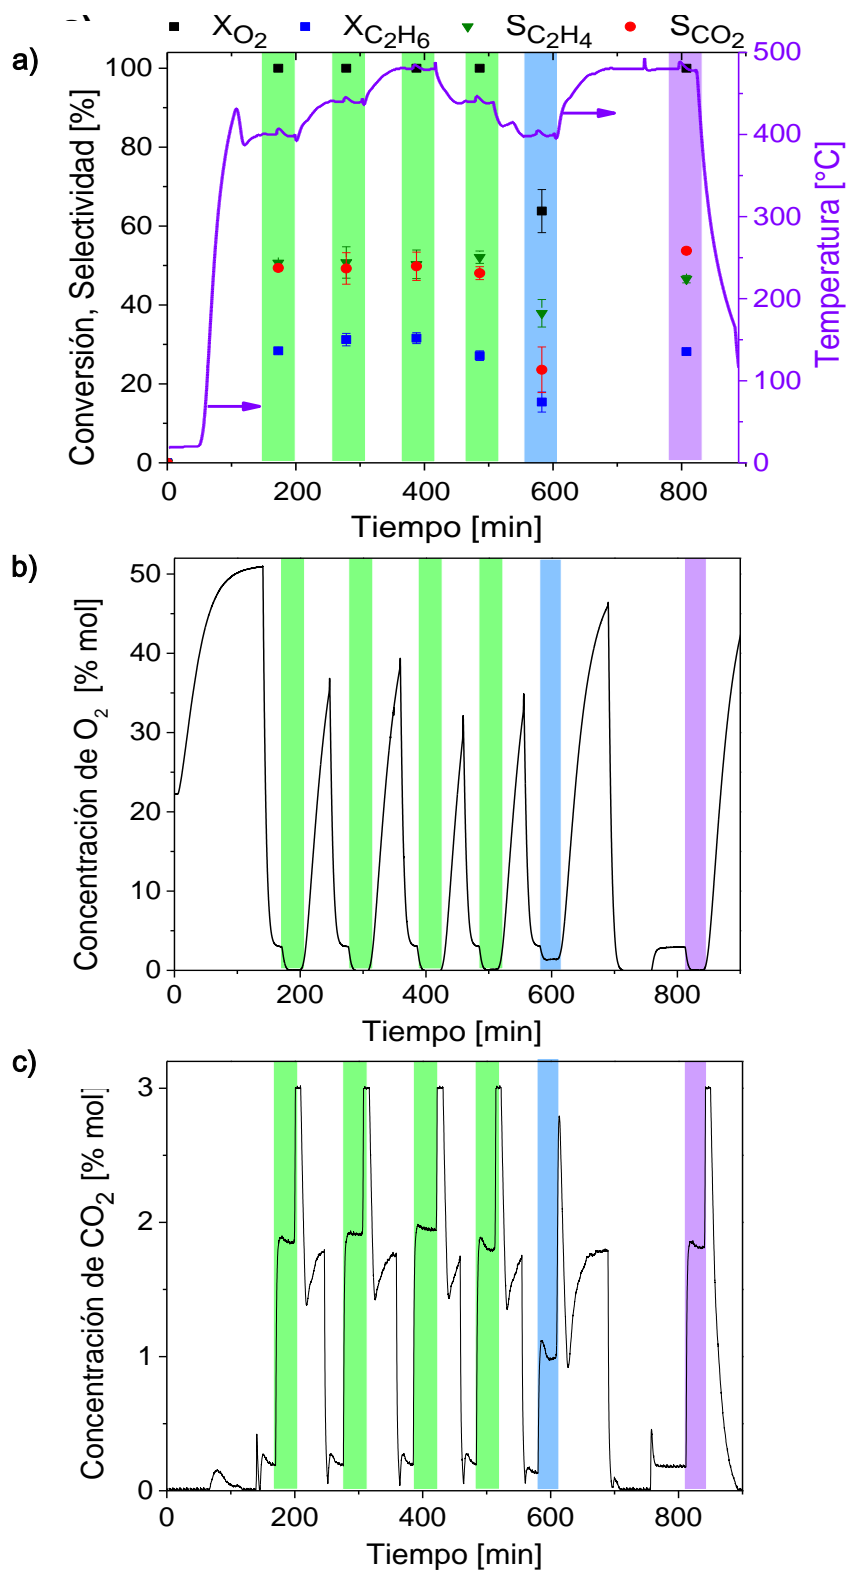 X_O2 X_C2H6 S_C2H4 S_CO2
a)
Conversión, Selectividad [%]
100
80
60
40
20
0
500
400
300
200
100
0
Temperatura [°C]
0 200 400 600 800
Tiempo [min]
b)
Concentración de O2 [% mol]
50
40
30
20
10
0
0 200 400 600 800
Tiempo [min]
c)
Concentración de CO2 [% mol]
3
2
1
0
0 200 400 600 800
Tiempo [min]